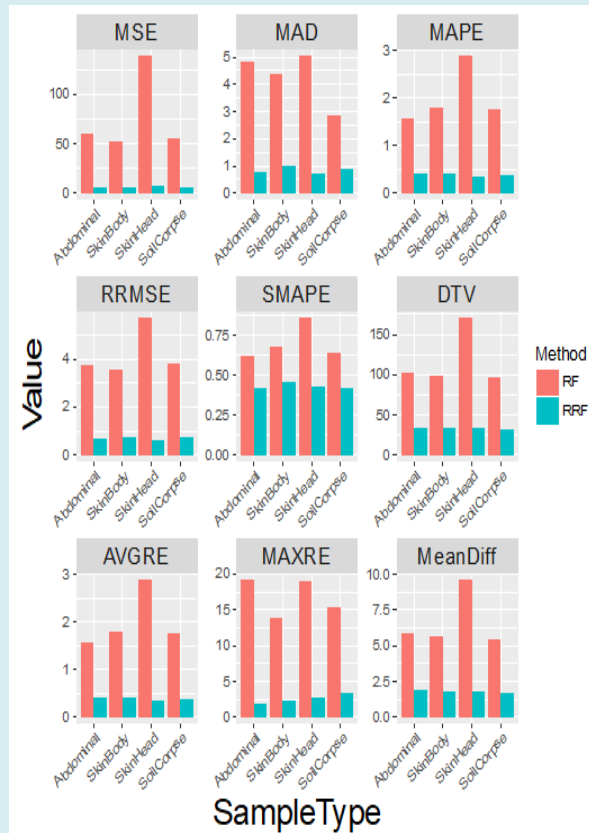 MSE MAD MAPE
100
50
0
5
4
3
2
1
0
3
2
1
0
Abdominal SkinBody SkinHead SoilCorpse
Abdominal SkinBody SkinHead SoilCorpse
Abdominal SkinBody SkinHead SoilCorpse
RRMSE SMAPE DTV
4
2
0
0.75
0.50
0.25
0.00
150
100
50
0
Abdominal SkinBody SkinHead SoilCorpse
Abdominal SkinBody SkinHead SoilCorpse
Abdominal SkinBody SkinHead SoilCorpse
AVGRE MAXRE MeanDiff
3
2
1
0
20
15
10
5
0
10.0
7.5
5.0
2.5
0.0
Abdominal SkinBody SkinHead SoilCorpse
Abdominal SkinBody SkinHead SoilCorpse
Abdominal SkinBody SkinHead SoilCorpse
Value
SampleType
Method
RF
RRF